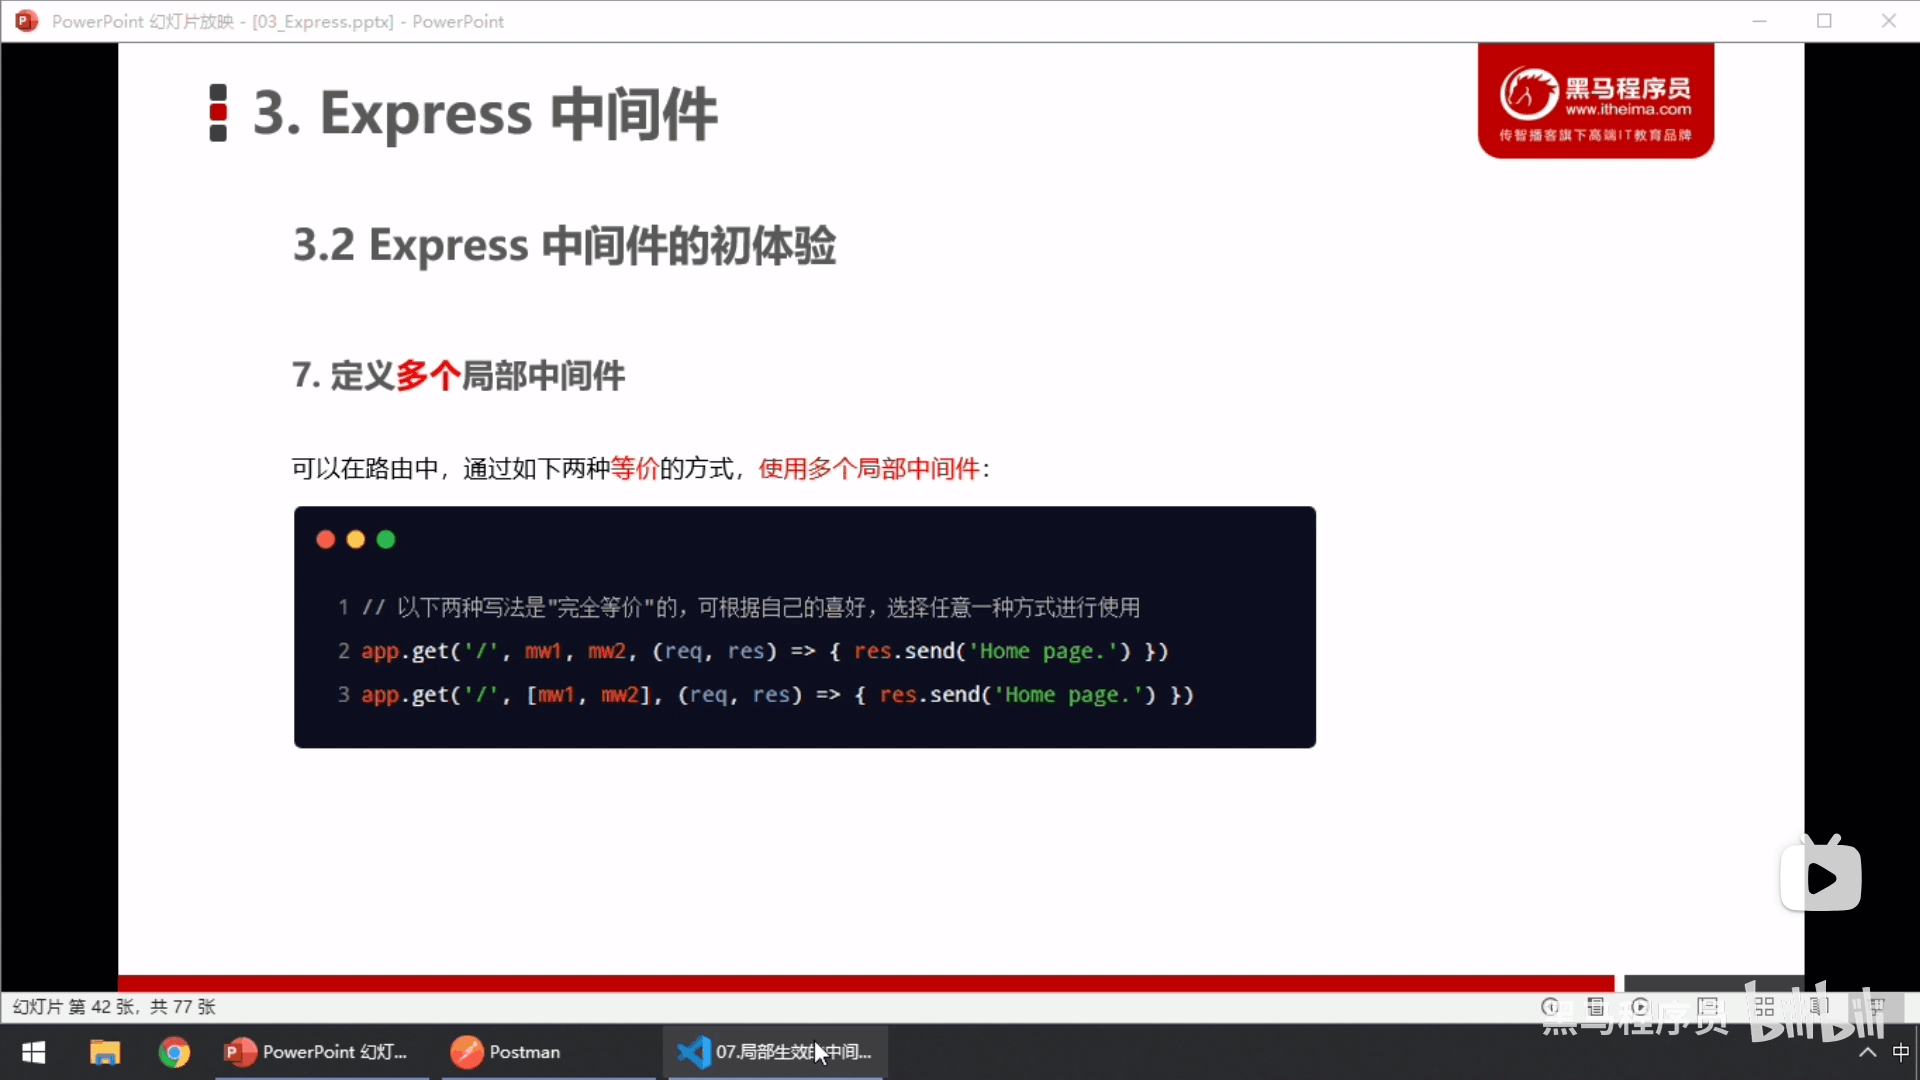 PowerPoint 幻灯片放映 - [03_Express.pptx] - PowerPoint
3. Express 中间件
黑马程序员
www.itheima.com
传智播客旗下高端IT教育品牌
3.2 Express 中间件的初体验
7. 定义多个局部中间件
可以在路由中，通过如下两种等价的方式，使用多个局部中间件：
1 // 以下两种写法是"完全等价"的，可根据自己的喜好，选择任意一种方式进行使用
2 app.get('/', mw1, mw2, (req, res) => { res.send('Home page.') })
3 app.get('/', [mw1, mw2], (req, res) => { res.send('Home page.') })
幻灯片 第 42 张，共 77 张
黑马程序员 bilibili
PowerPoint 幻灯... Postman 07.局部生效的中间... 中